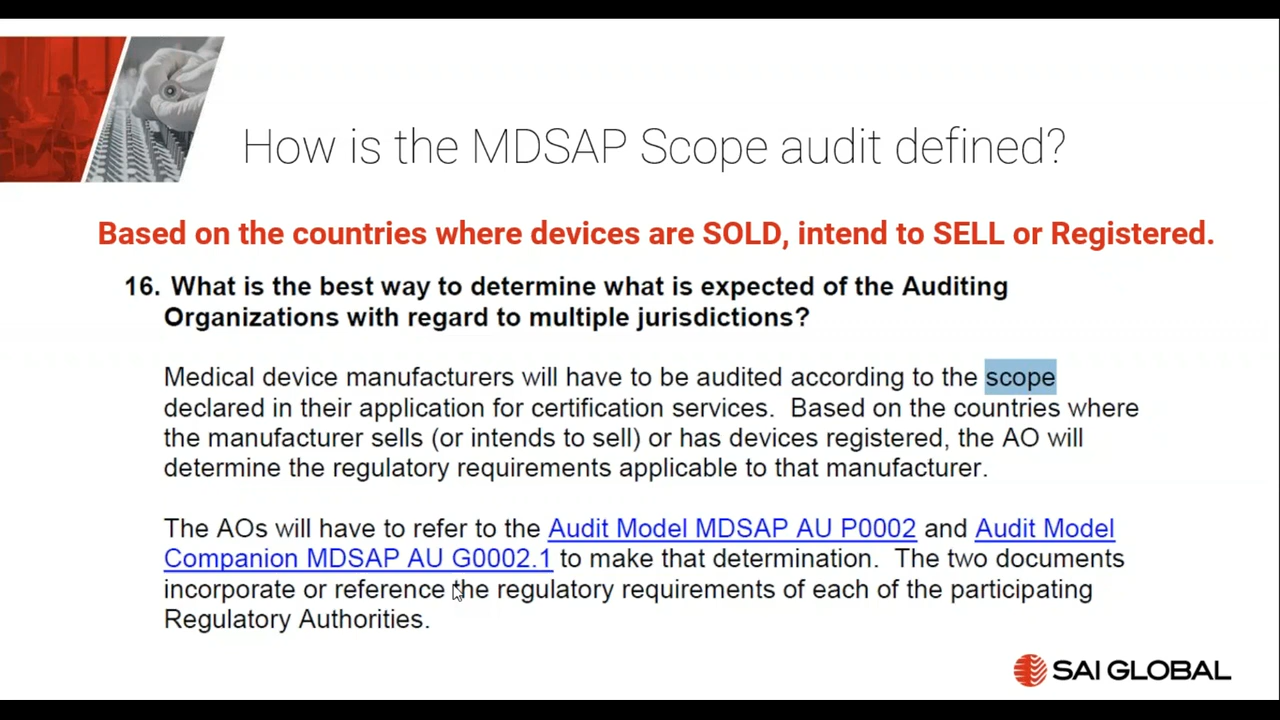 How is the MDSAP Scope audit defined?
Based on the countries where devices are SOLD, intend to SELL or Registered.
16. What is the best way to determine what is expected of the Auditing
Organizations with regard to multiple jurisdictions?
Medical device manufacturers will have to be audited according to the scope
declared in their application for certification services.  Based on the countries where
the manufacturer sells (or intends to sell) or has devices registered, the AO will
determine the regulatory requirements applicable to that manufacturer.
The AOs will have to refer to the Audit Model MDSAP AU P0002 and Audit Model
Companion MDSAP AU G0002.1 to make that determination.  The two documents
incorporate or reference the regulatory requirements of each of the participating
Regulatory Authorities.
SAI GLOBAL